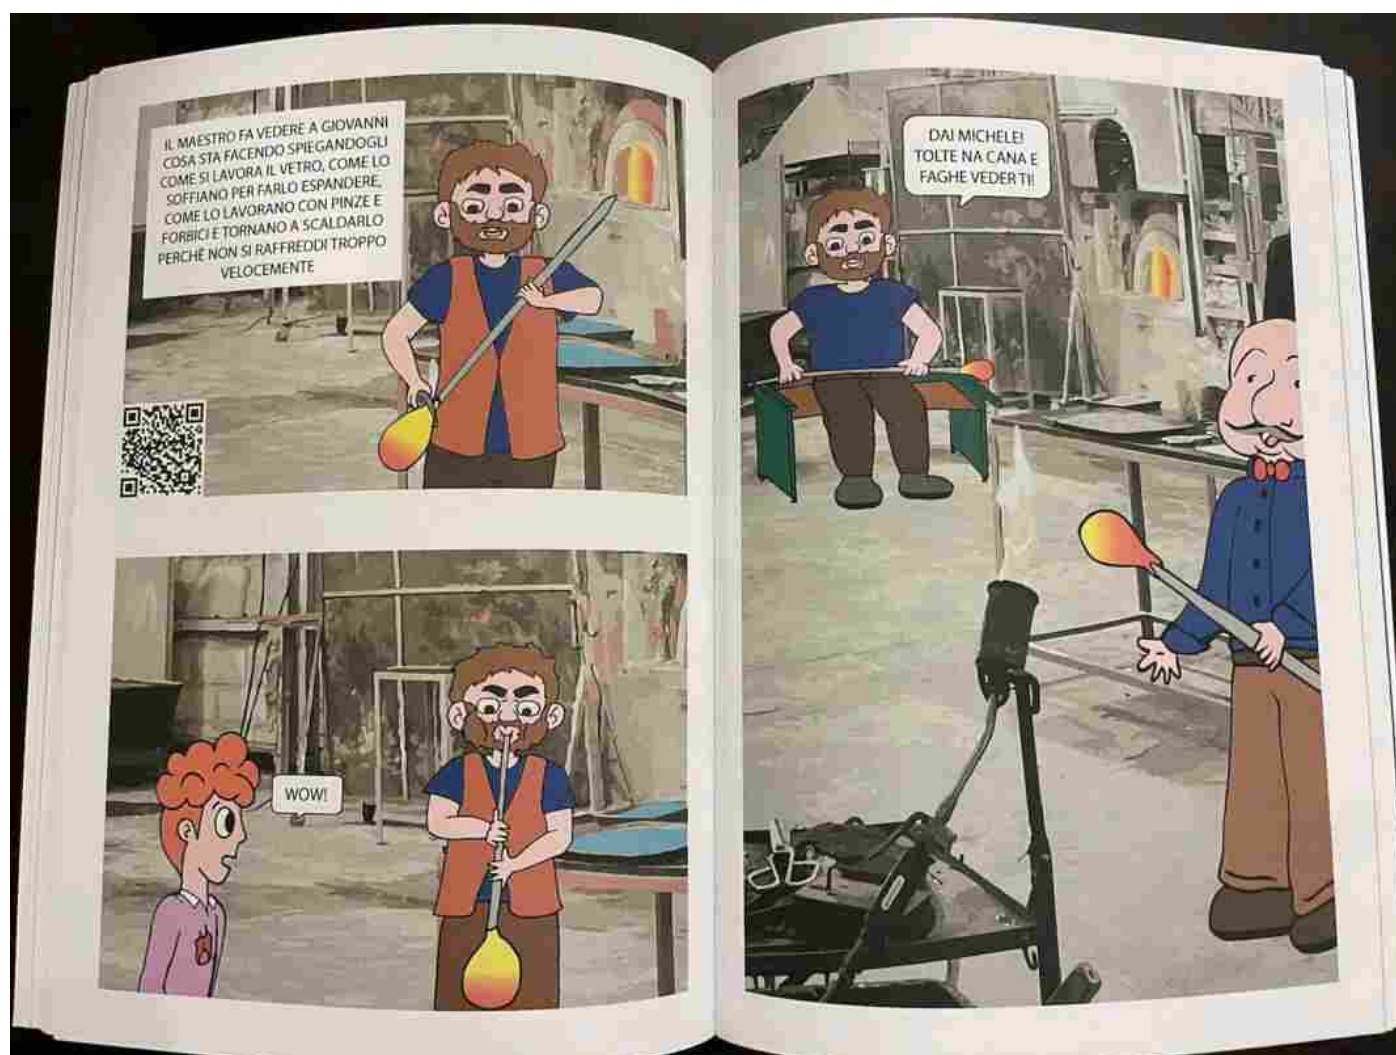 IL MAESTRO FA VEDERE A GIOVANNI
COSA STA FACENDO SPIEGANDOGLI
COME SI LAVORA IL VETRO, COME LO
SOFFIANO PER FARLO ESPANDERE,
COME LO LAVORANO CON PINZE E
FORBICI E TORNANO A SCALDARLO
PERCHÈ NON SI RAFFREDDI TROPPO
VELOCEMENTE
WOW!
DAI MICHELE!
TOLTE NA CANA E
FAGHE VEDER TI!